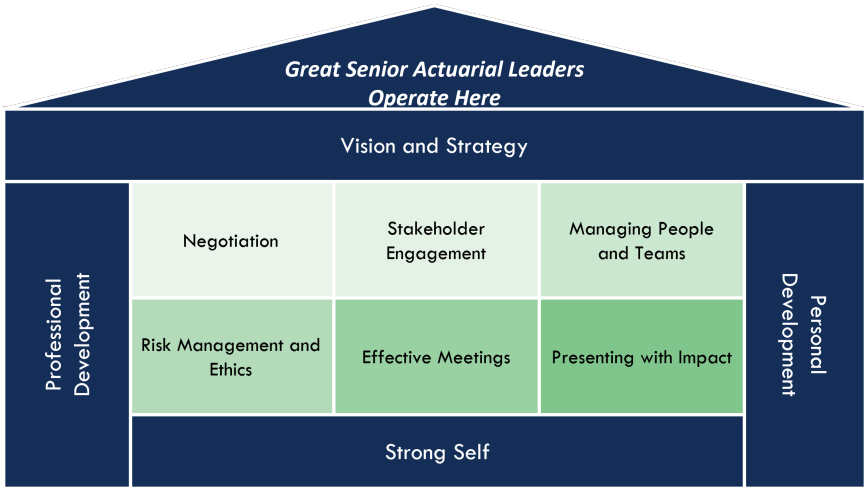 Great Senior Actuarial Leaders
Operate Here
Vision and Strategy
Professional
Development
Negotiation
Stakeholder
Engagement
Managing People
and Teams
Personal
Development
Risk Management and
Ethics
Effective Meetings
Presenting with Impact
Strong Self